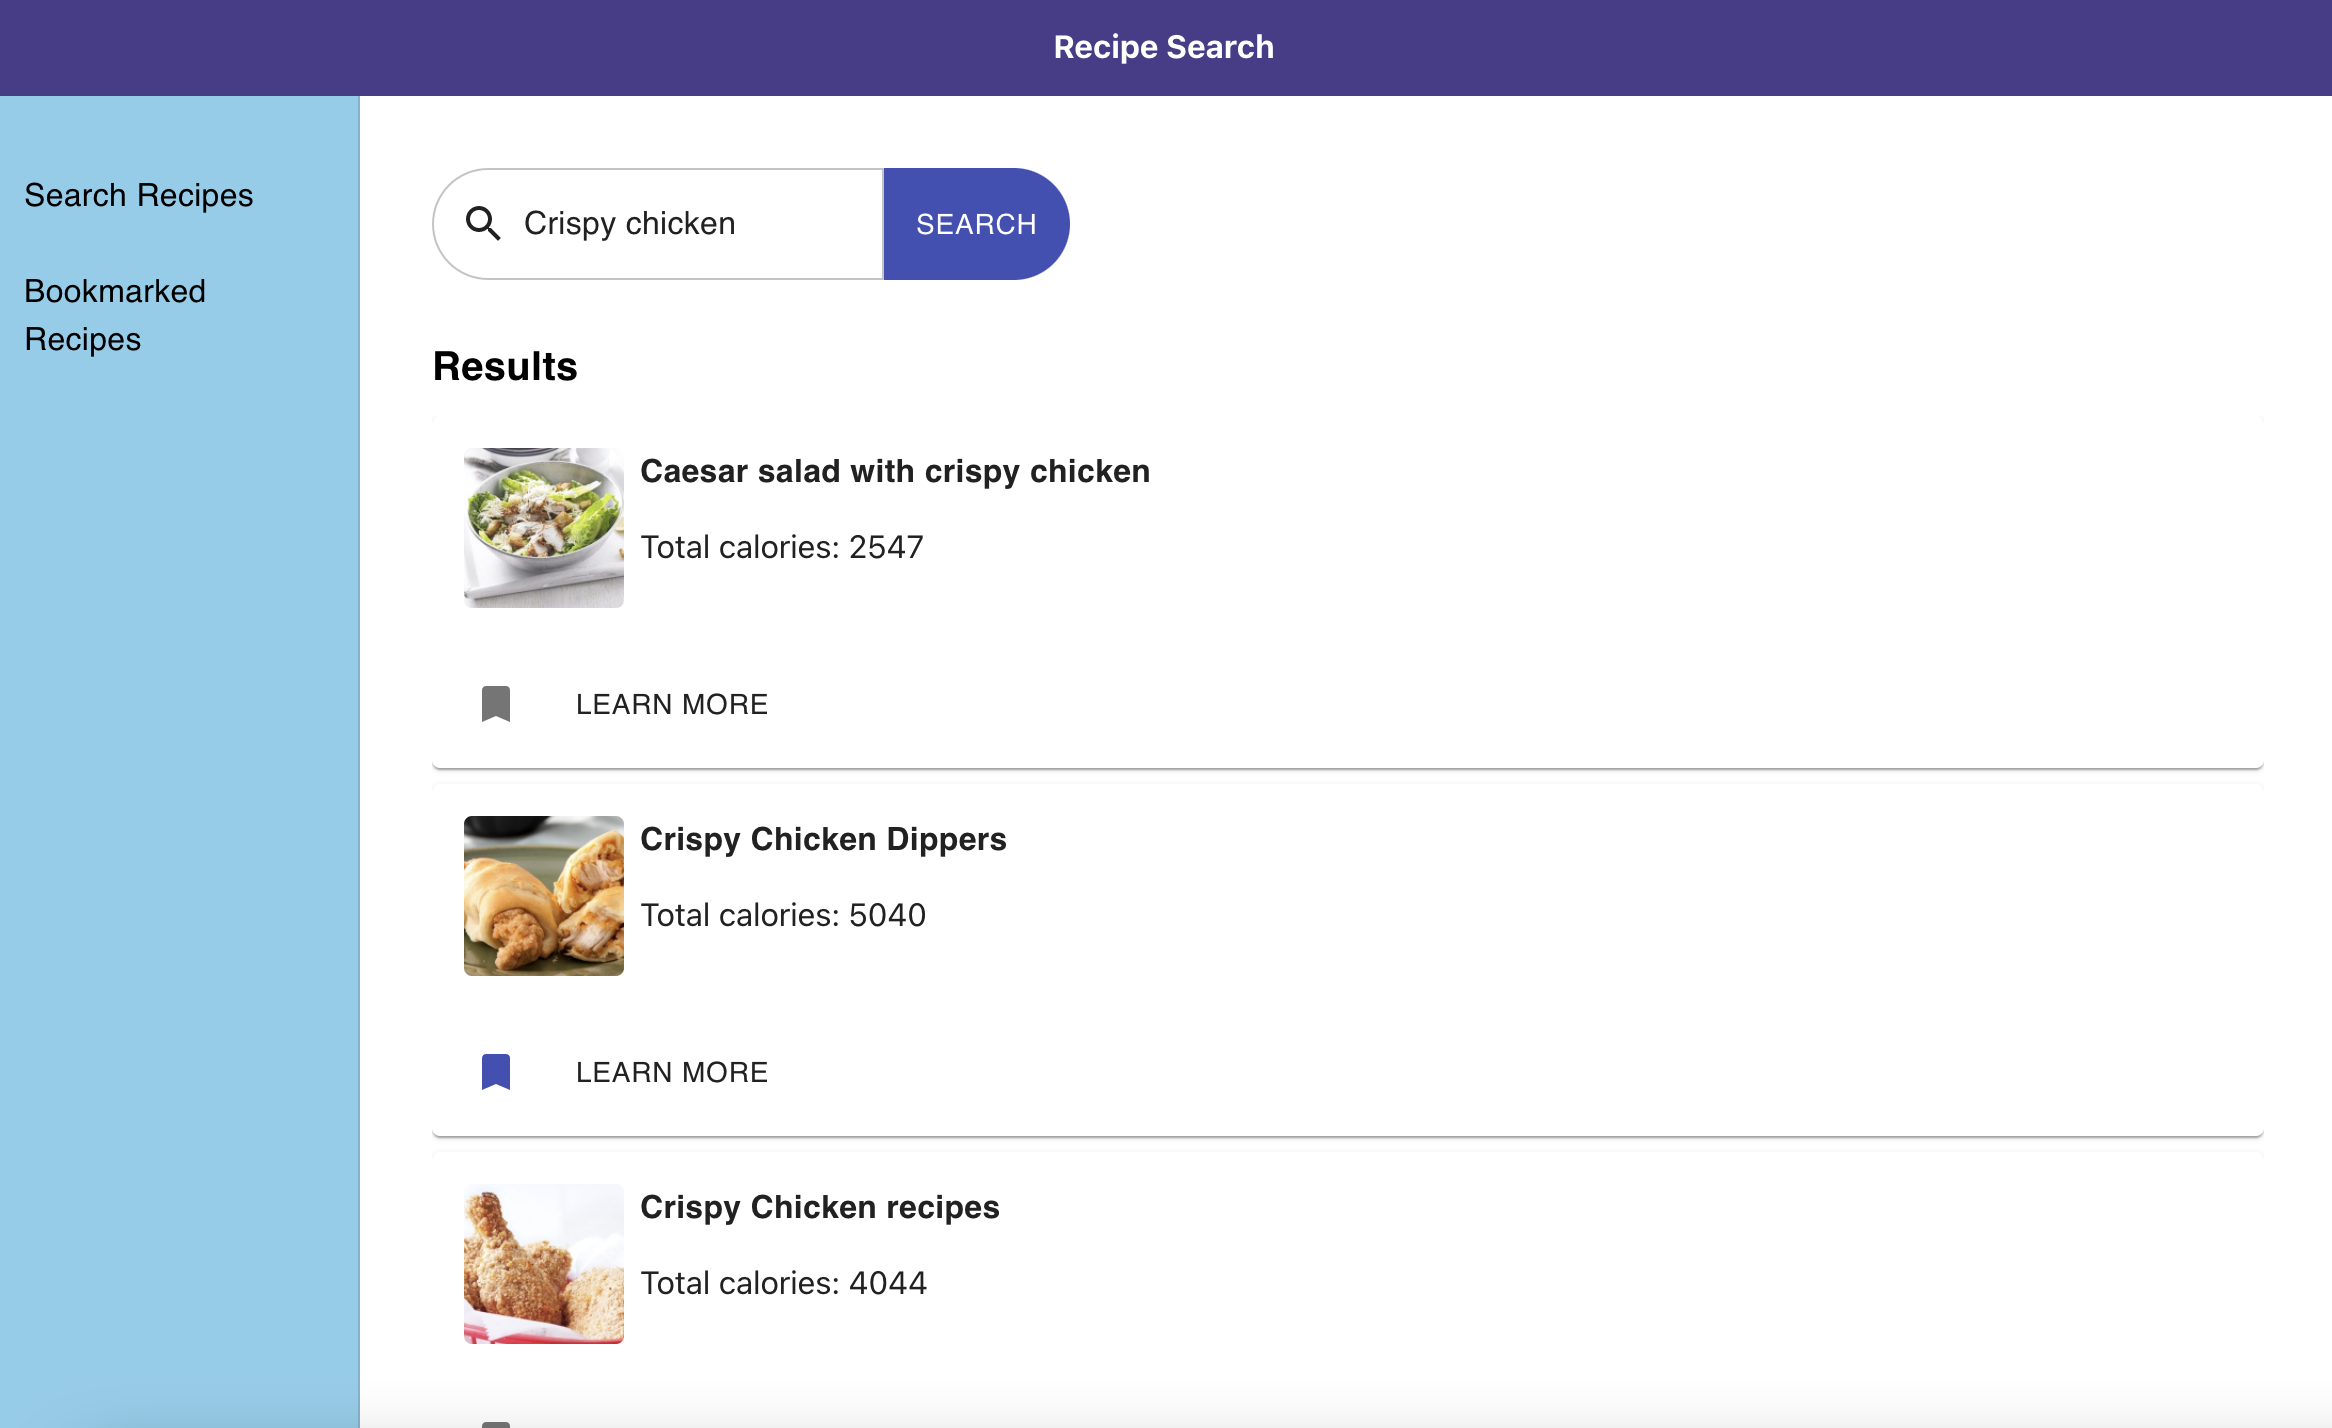 Recipe Search
Search Recipes
Bookmarked
Recipes
Crispy chicken
SEARCH
Results
Caesar salad with crispy chicken
Total calories: 2547
LEARN MORE
Crispy Chicken Dippers
Total calories: 5040
LEARN MORE
Crispy Chicken recipes
Total calories: 4044